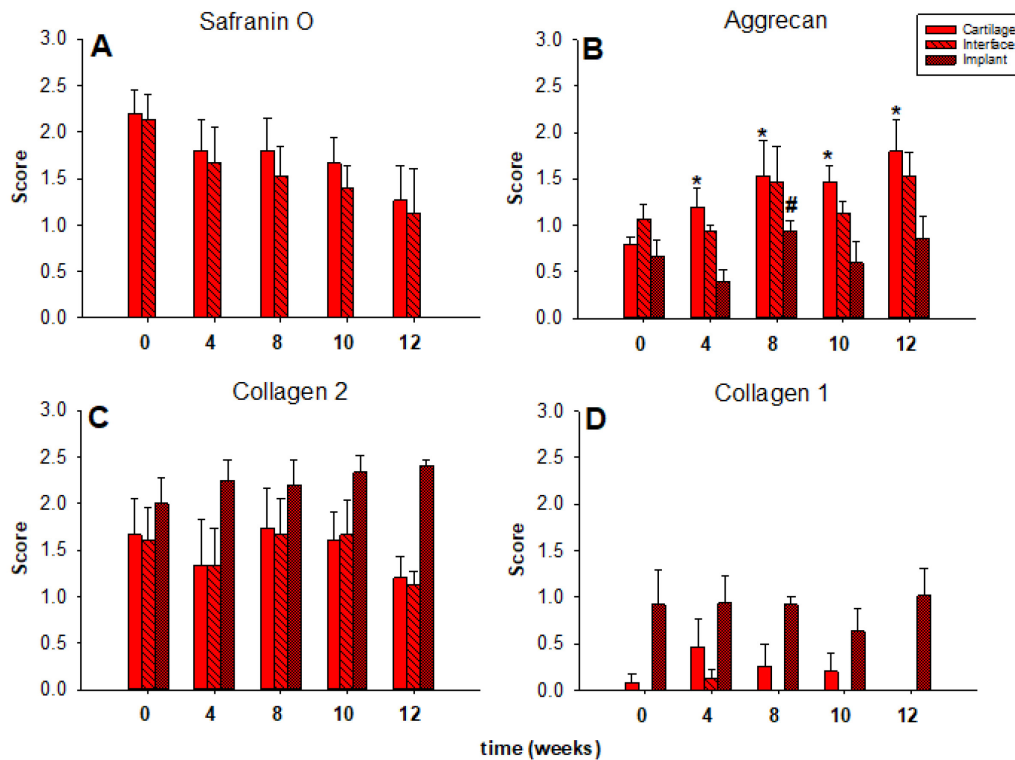 Safranin O
A
3.0
2.5
2.0
1.5
1.0
0.5
0.0
Score
0 4 8 10 12
Aggrecan
B
Cartilage
Interface
Implant
3.0
2.5
2.0
1.5
1.0
0.5
0.0
Score
* * # * *
0 4 8 10 12
Collagen 2
C
3.0
2.5
2.0
1.5
1.0
0.5
0.0
Score
0 4 8 10 12
Collagen 1
D
3.0
2.5
2.0
1.5
1.0
0.5
0.0
Score
0 4 8 10 12
time (weeks)